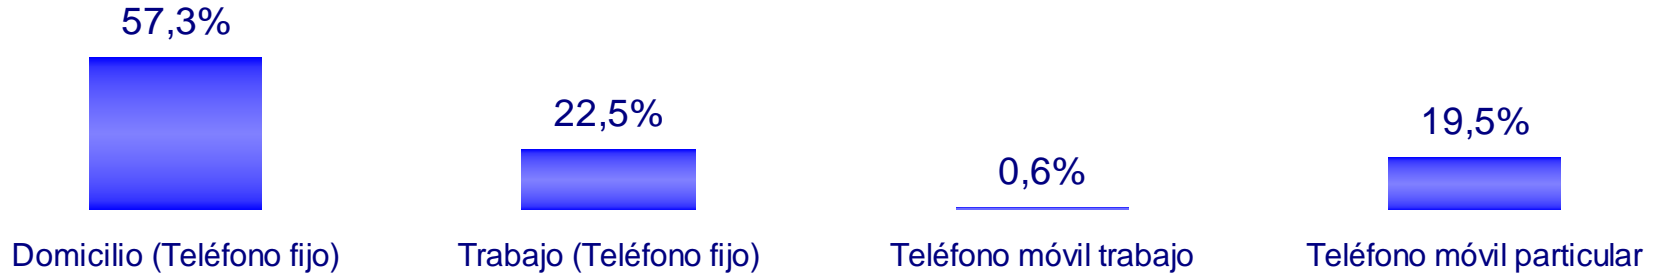 57,3%
22,5%
0,6%
19,5%
Domicilio (Teléfono fijo)
Trabajo (Teléfono fijo)
Teléfono móvil trabajo
Teléfono móvil particular